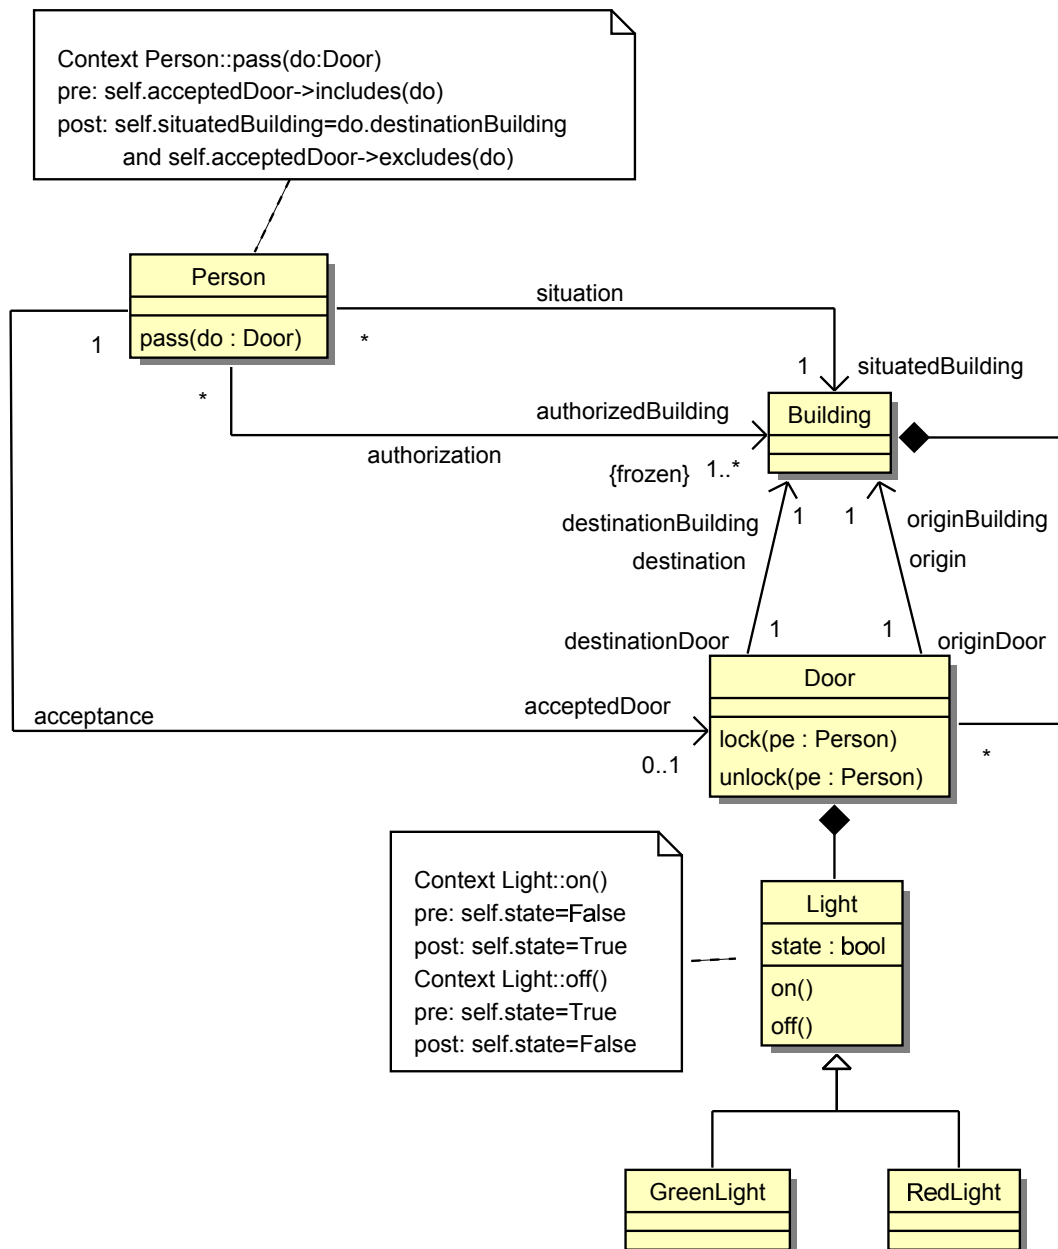 Context Person::pass(do:Door)
pre: self.acceptedDoor->includes(do)
post: self.situatedBuilding=do.destinationBuilding
and self.acceptedDoor->excludes(do)
Person
pass(do : Door)
1
*
*
situation
1
situatedBuilding
authorizedBuilding
authorization
{frozen}
1..*
Building
destinationBuilding
1
1
originBuilding
destination
origin
destinationDoor
1
1
originDoor
Door
lock(pe : Person)
unlock(pe : Person)
acceptance
acceptedDoor
0..1
*
Context Light::on()
pre: self.state=False
post: self.state=True
Context Light::off()
pre: self.state=True
post: self.state=False
Light
state : bool
on()
off()
GreenLight
RedLight